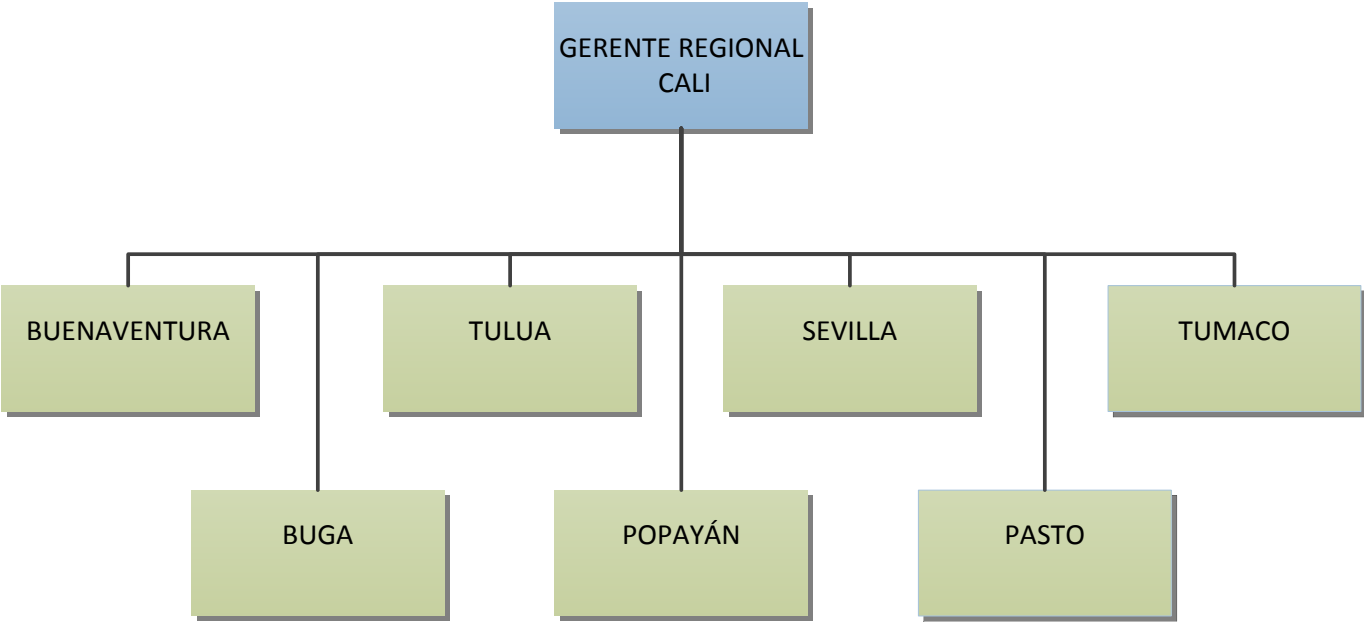 GERENTE REGIONAL
CALI
BUENAVENTURA
TULUA
SEVILLA
TUMACO
BUGA
POPAYÁN
PASTO